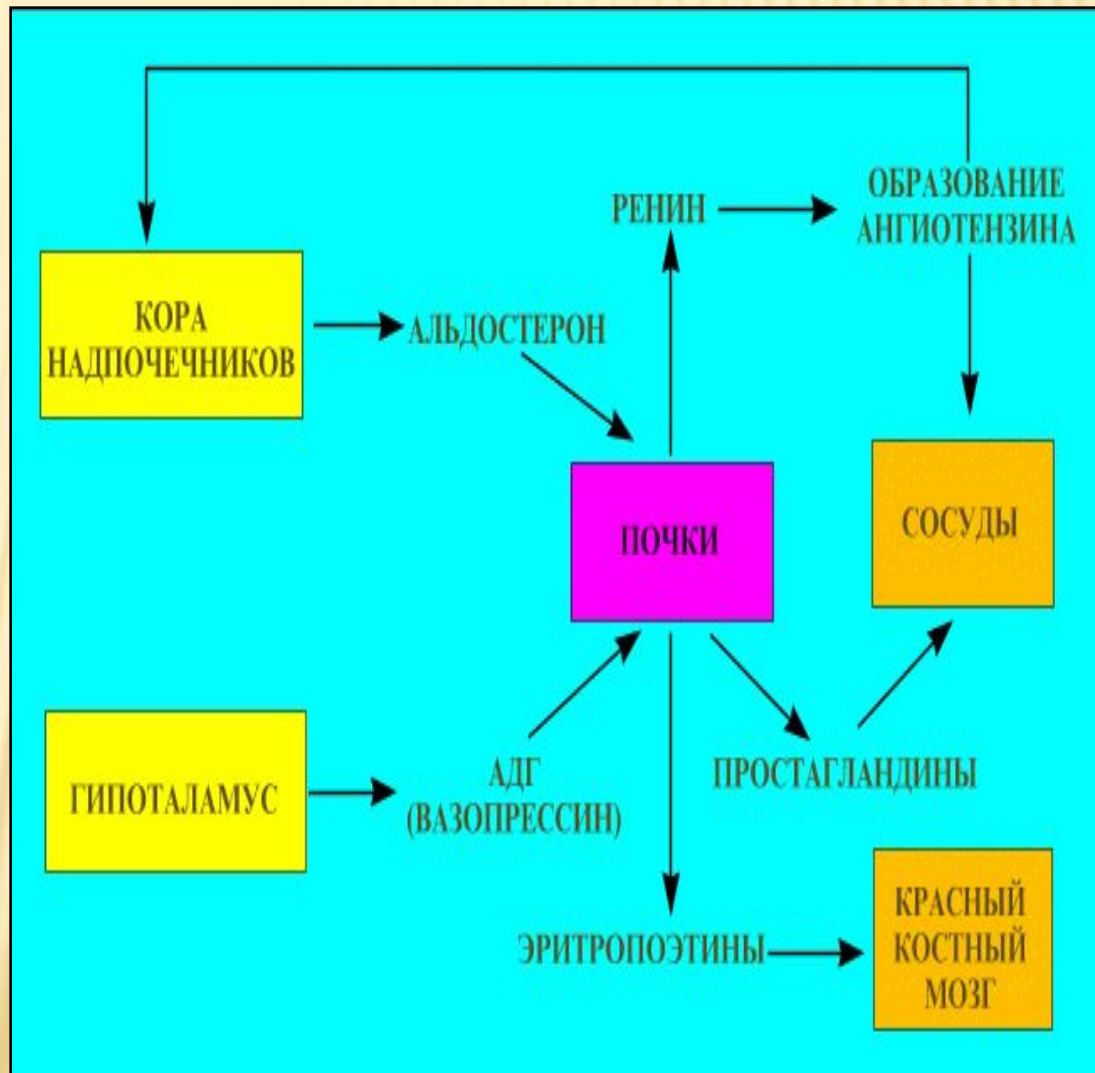 ОБРАЗОВАНИЕ
АНГИОТЕНЗИНА
РЕНИН
КОРА
НАДПОЧЕЧНИКОВ
АЛЬДОСТЕРОН
ПОЧКИ
СОСУДЫ
ГИПОТАЛАМУС
АДГ
(ВАЗОПРЕССИН)
ПРОСТАГЛАНДИНЫ
ЭРИТРОПОЭТИНЫ
КРАСНЫЙ
КОСТНЫЙ
МОЗГ